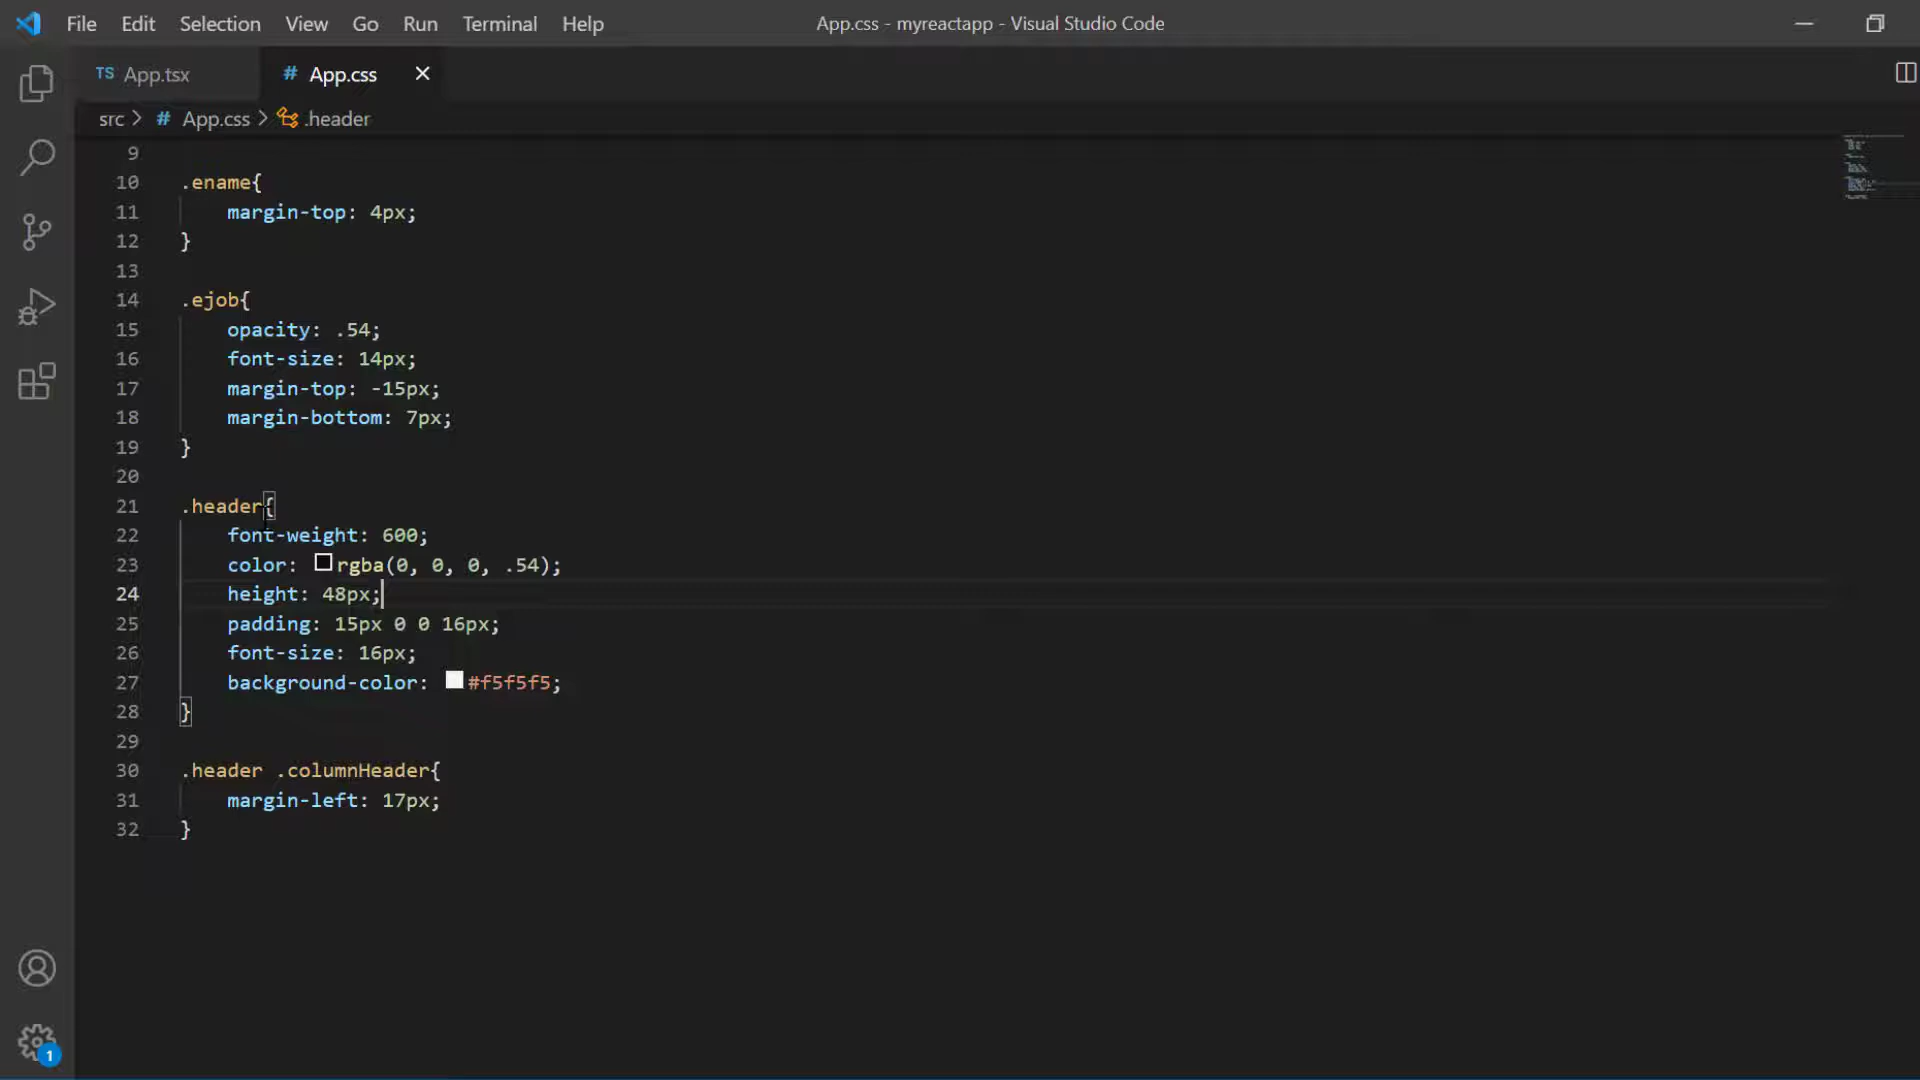 File Edit Selection View Go Run Terminal Help App.css - myreactapp - Visual Studio Code
TS App.tsx # App.css
src > # App.css > .header
9
10 .ename{
11 margin-top: 4px;
12 }
13
14 .ejob{
15 opacity: .54;
16 font-size: 14px;
17 margin-top: -15px;
18 margin-bottom: 7px;
19 }
20
21 .header{
22 font-weight: 600;
23 color: rgba(0, 0, 0, .54);
24 height: 48px;
25 padding: 15px 0 0 16px;
26 font-size: 16px;
27 background-color: #f5f5f5;
28 }
29
30 .header .columnHeader{
31 margin-left: 17px;
32 }
1